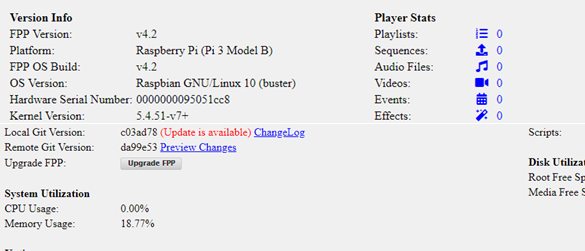 Version Info
FPP Version: v4.2
Platform: Raspberry Pi (Pi 3 Model B)
FPP OS Build: v4.2
OS Version: Raspbian GNU/Linux 10 (buster)
Hardware Serial Number: 0000000095051cc8
Kernel Version: 5.4.51-v7+
Player Stats
Playlists: 0
Sequences: 0
Audio Files: 0
Videos: 0
Events: 0
Effects: 0
Local Git Version: c03ad78 (Update is available) ChangeLog
Remote Git Version: da99e53 Preview Changes
Upgrade FPP: Upgrade FPP
System Utilization
CPU Usage: 0.00%
Memory Usage: 18.77%
Scripts:
Disk Utiliza
Root Free Sp
Media Free S